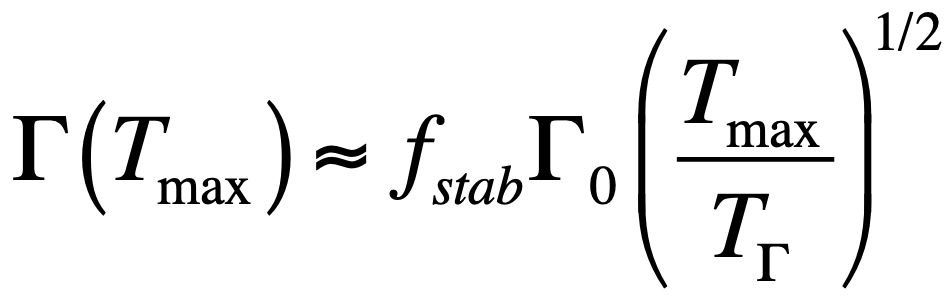 Γ(T_max) ≈ f_stab Γ_0 (T_max / T_Γ)^1/2